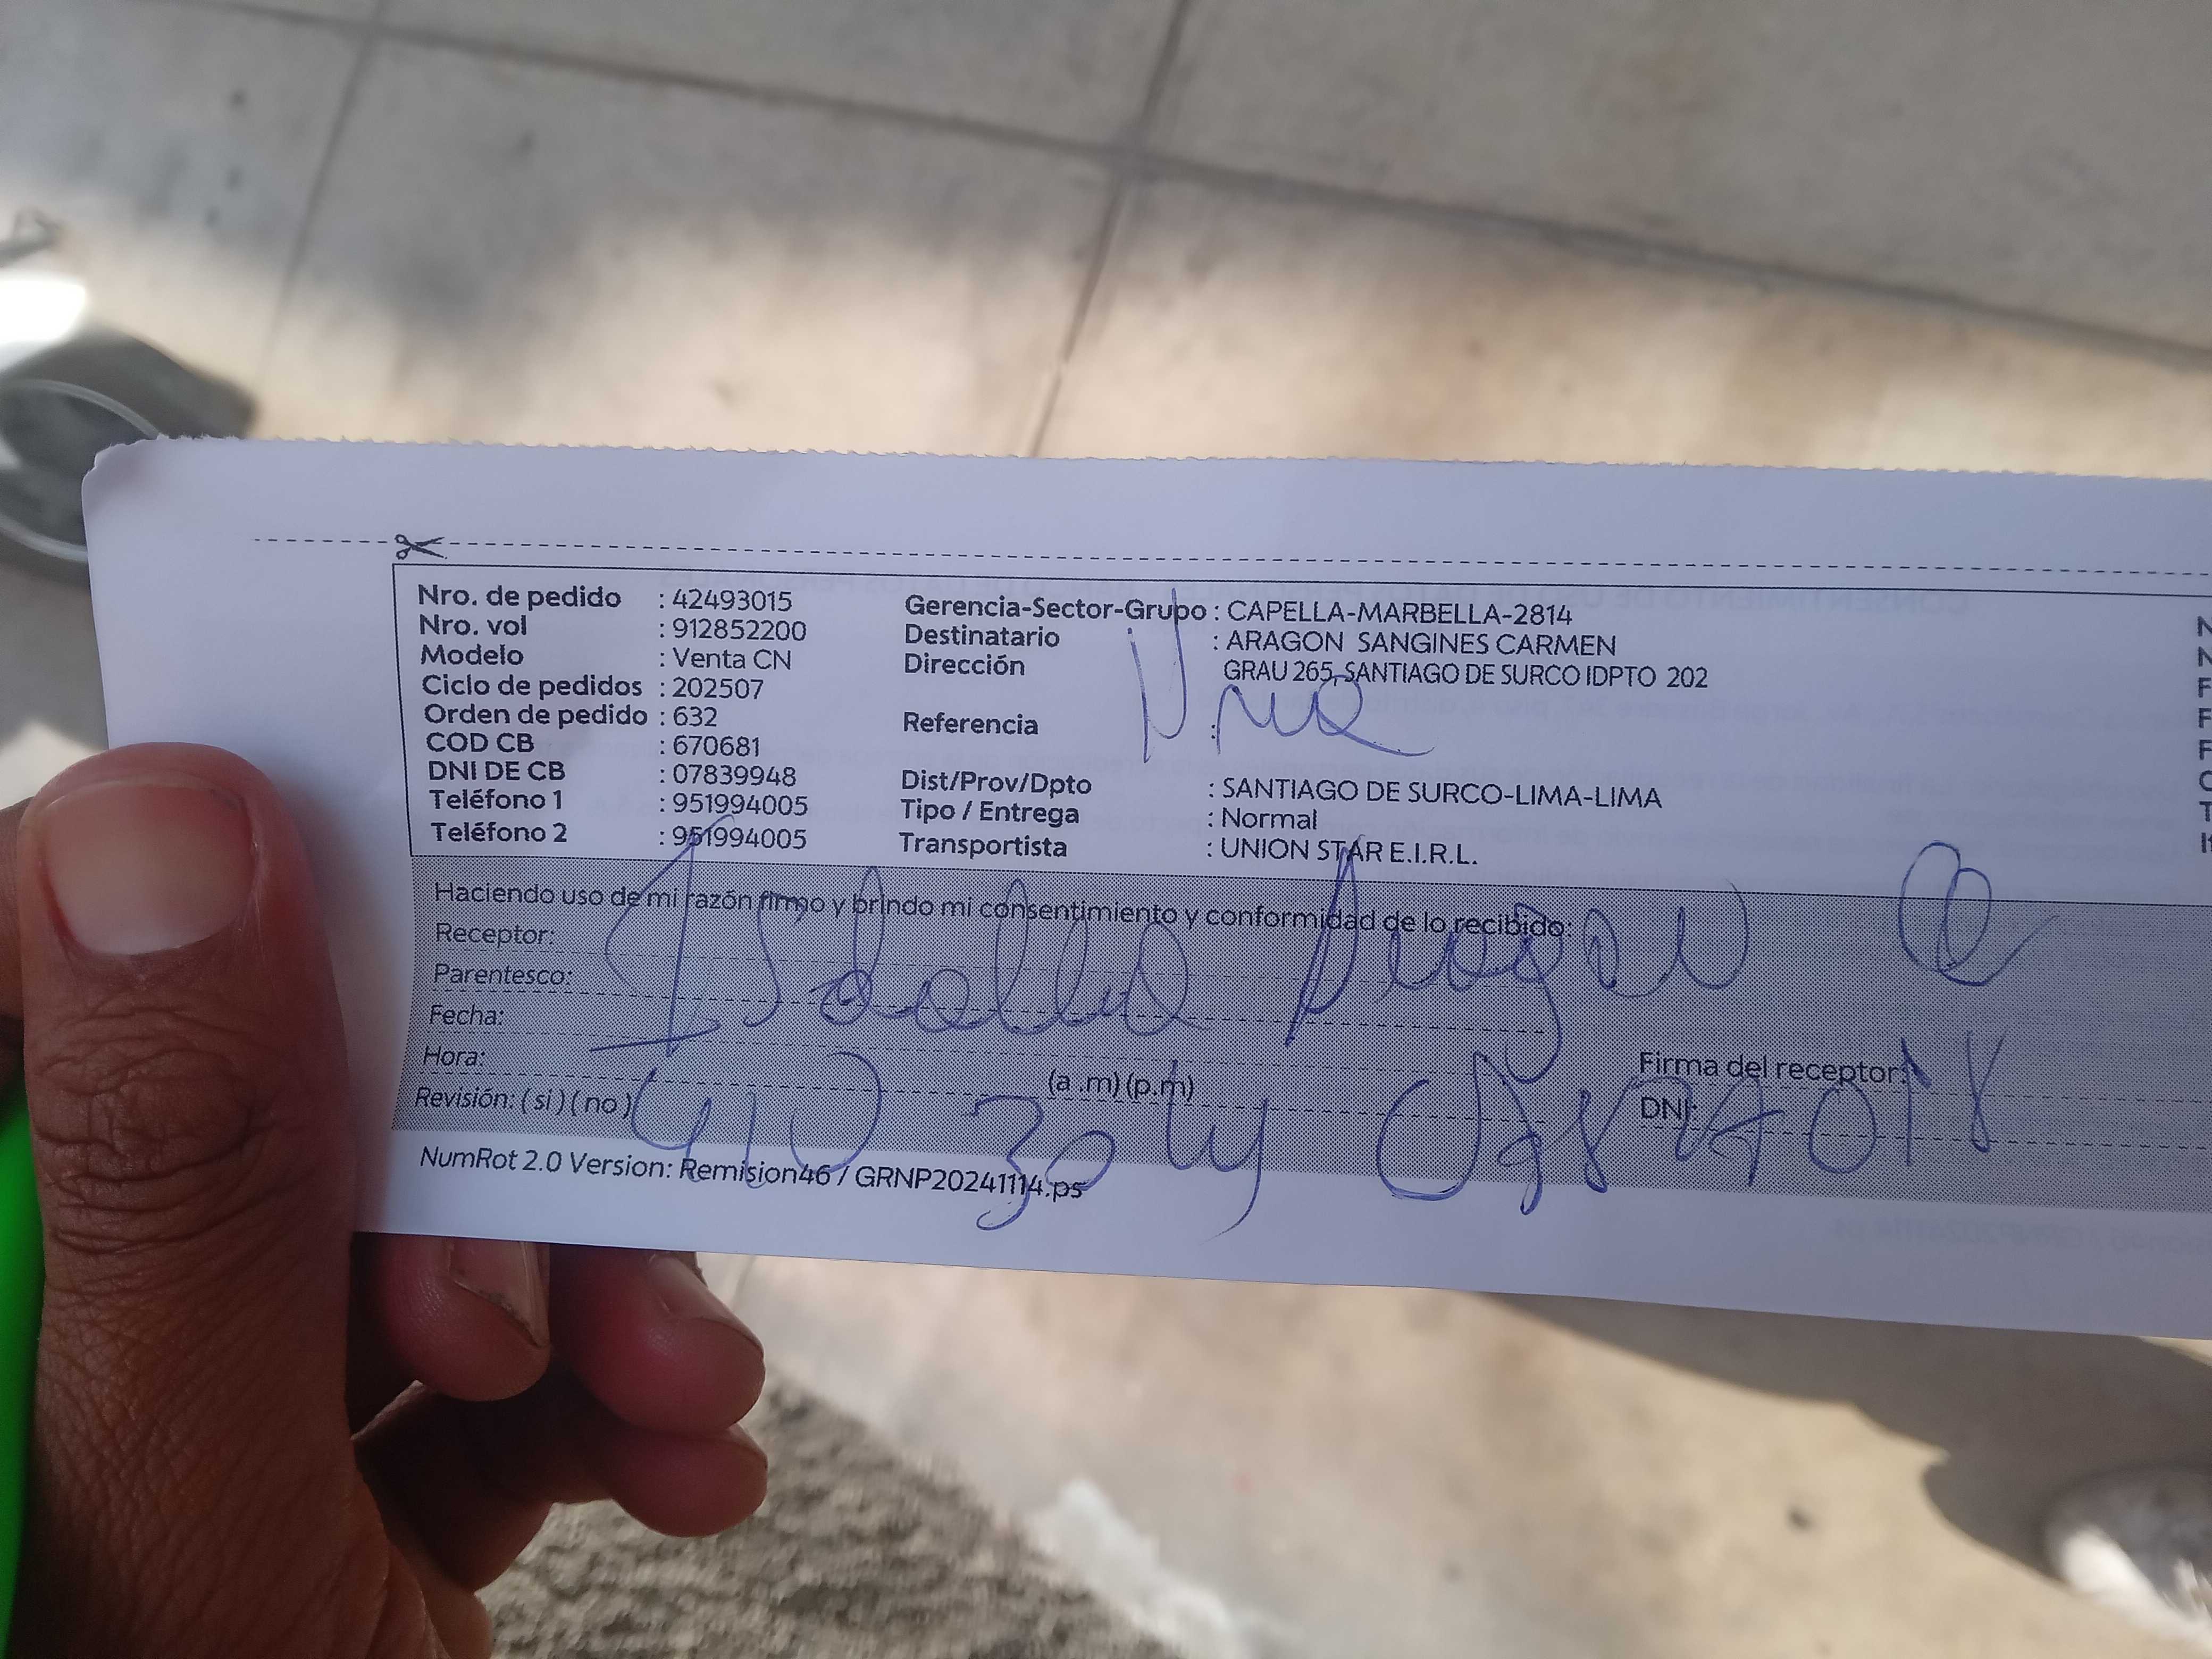 Nro. de pedido : 42493015
Nro. vol : 912852200
Modelo : Venta CN
Ciclo de pedidos : 202507
Orden de pedido : 632
COD CB : 670681
DNI DE CB : 07839948
Teléfono 1 : 951994005
Teléfono 2 : 951994005
Gerencia-Sector-Grupo : CAPELLA-MARBELLA-2814
Destinatario : ARAGON SANGINES CARMEN
Dirección GRAU 265, SANTIAGO DE SURCO IDPTO 202
Referencia :
Dist/Prov/Dpto : SANTIAGO DE SURCO-LIMA-LIMA
Tipo / Entrega : Normal
Transportista : UNION STAR E.I.R.L.
Haciendo uso de mi razón firmo y brindo mi consentimiento y conformidad de lo recibido:
Receptor:
Parentesco:
Fecha:
Hora: (a .m) (p.m)
Revisión: ( si ) ( no )
Firma del receptor:
DNI:
Aragon
NumRot 2.0 Version: Remision46 / GRNP20241114.ps